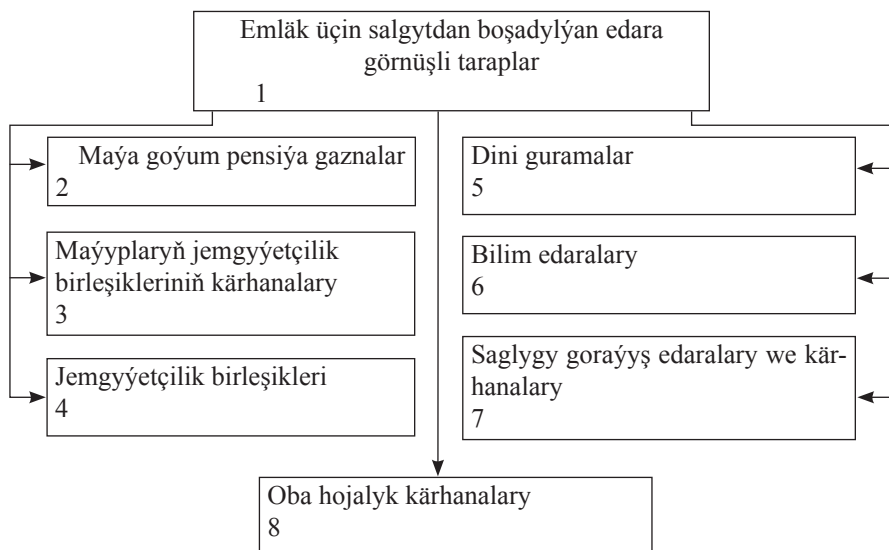 Emläk üçin salgytdan boşadylýan edara
görnüşli taraplar
1
Maýa goýum pensiýa gaznalar
2
Maýyplaryň jemgyýetçilik
birleşikleriniň kärhanalary
3
Jemgyýetçilik birleşikleri
4
Dini guramalar
5
Bilim edaralary
6
Saglygy goraýyş edaralary we kär-
hanalary
7
Oba hojalyk kärhanalary
8